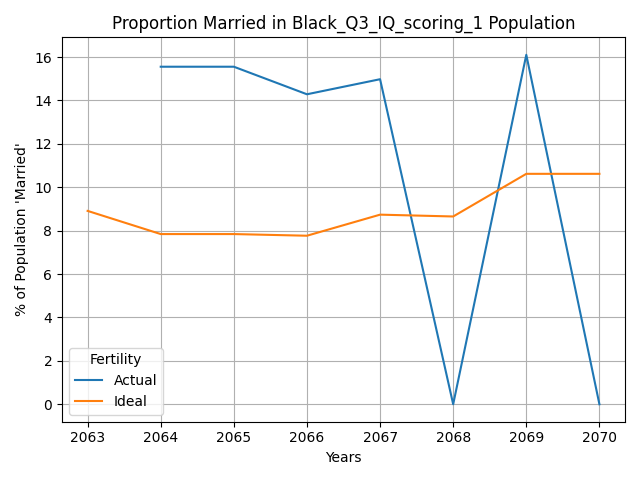 Proportion Married in Black_Q3_IQ_scoring_1 Population
% of Population 'Married'
16
14
12
10
8
6
4
2
0
Fertility
Actual
Ideal
2063 2064 2065 2066 2067 2068 2069 2070
Years